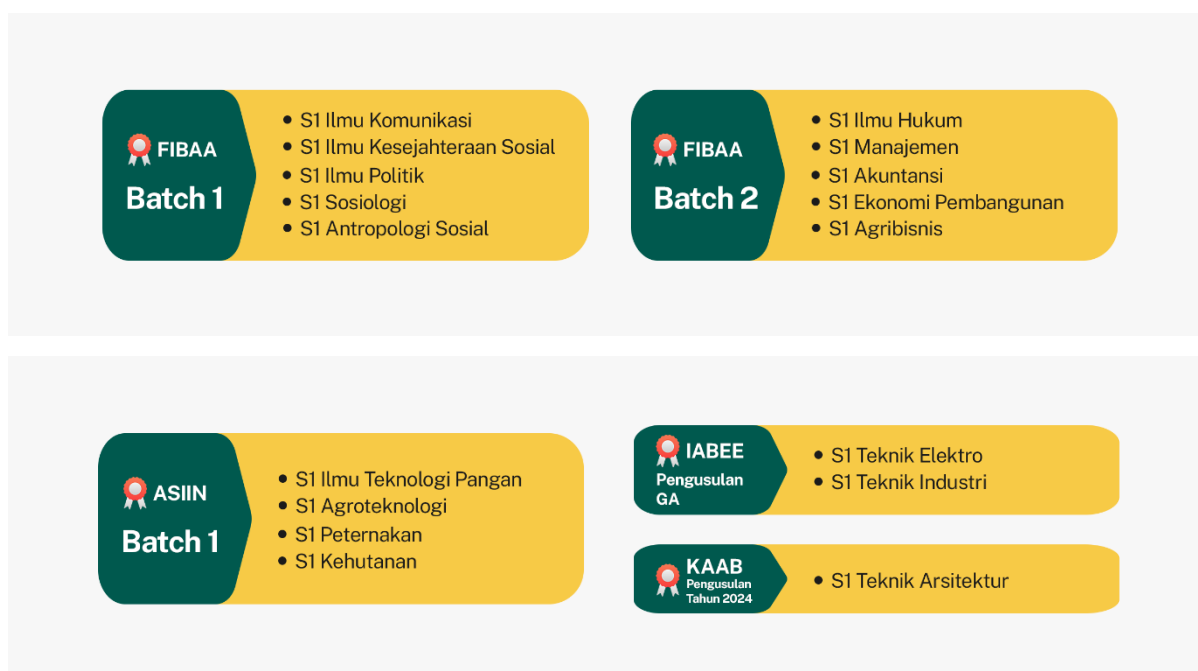 FIBAA
Batch 1
• S1 Ilmu Komunikasi
• S1 Ilmu Kesejahteraan Sosial
• S1 Ilmu Politik
• S1 Sosiologi
• S1 Antropologi Sosial
FIBAA
Batch 2
• S1 Ilmu Hukum
• S1 Manajemen
• S1 Akuntansi
• S1 Ekonomi Pembangunan
• S1 Agribisnis
ASIIN
Batch 1
• S1 Ilmu Teknologi Pangan
• S1 Agroteknologi
• S1 Peternakan
• S1 Kehutanan
IABEE
Pengusulan
GA
• S1 Teknik Elektro
• S1 Teknik Industri
KAAB
Pengusulan
Tahun 2024
• S1 Teknik Arsitektur